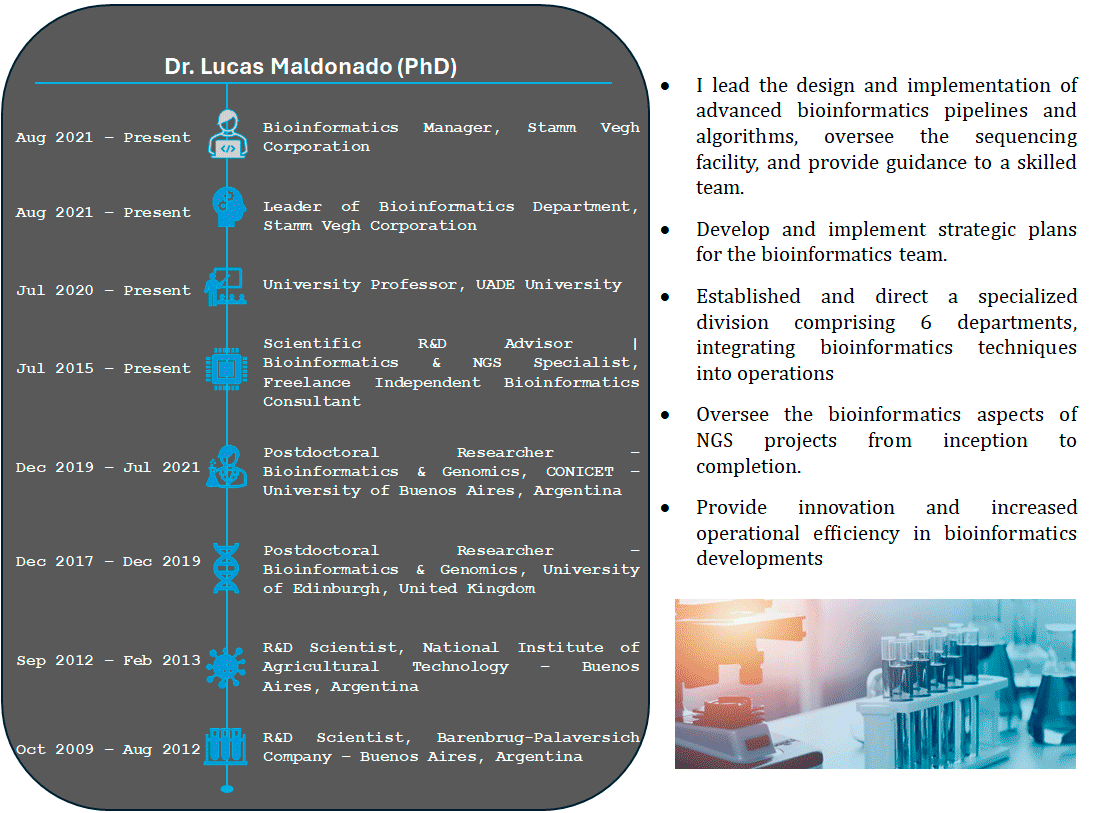 Dr. Lucas Maldonado (PhD)
Aug 2021 – Present
Bioinformatics Manager, Stamm Vegh
Corporation
Aug 2021 – Present
Leader of Bioinformatics Department,
Stamm Vegh Corporation
Jul 2020 – Present
University Professor, UADE University
Jul 2015 – Present
Scientific R&D Advisor |
Bioinformatics & NGS Specialist,
Freelance Independent Bioinformatics
Consultant
Dec 2019 – Jul 2021
Postdoctoral Researcher –
Bioinformatics & Genomics, CONICET –
University of Buenos Aires, Argentina
Dec 2017 – Dec 2019
Postdoctoral Researcher –
Bioinformatics & Genomics, University
of Edinburgh, United Kingdom
Sep 2012 – Feb 2013
R&D Scientist, National Institute of
Agricultural Technology – Buenos
Aires, Argentina
Oct 2009 – Aug 2012
R&D Scientist, Barenbrug-Palaversich
Company – Buenos Aires, Argentina
• I lead the design and implementation of
advanced bioinformatics pipelines and
algorithms, oversee the sequencing
facility, and provide guidance to a skilled
team.
• Develop and implement strategic plans
for the bioinformatics team.
• Established and direct a specialized
division comprising 6 departments,
integrating bioinformatics techniques
into operations
• Oversee the bioinformatics aspects of
NGS projects from inception to
completion.
• Provide innovation and increased
operational efficiency in bioinformatics
developments